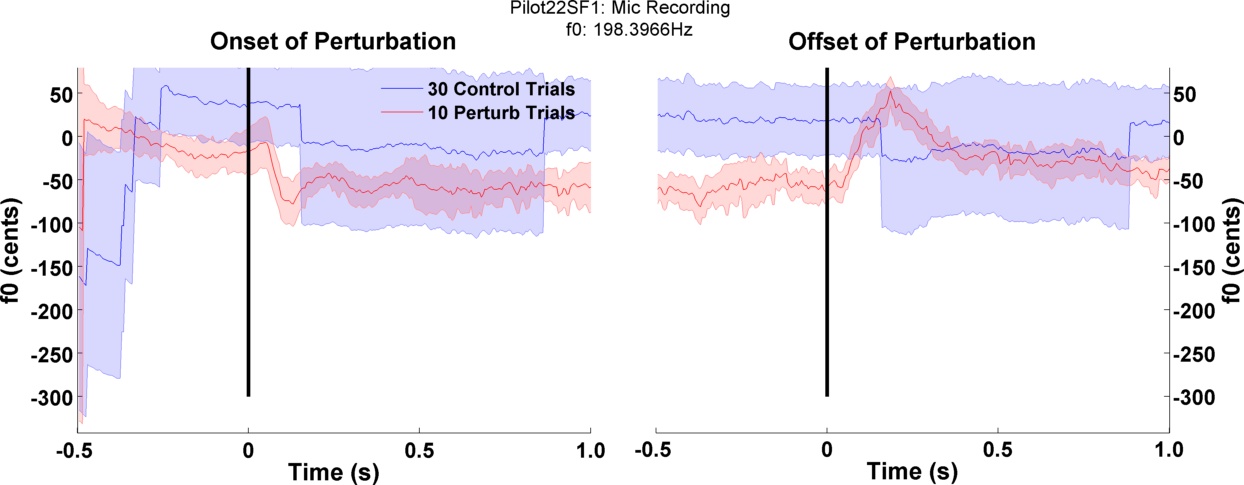 Pilot22SF1: Mic Recording
f0: 198.3966Hz
Onset of Perturbation
Offset of Perturbation
30 Control Trials
10 Perturb Trials
f0 (cents)
50
0
-50
-100
-150
-200
-250
-300
-0.5
0
0.5
1.0
Time (s)
50
0
-50
-100
-150
-200
-250
-300
f0 (cents)
-0.5
0
0.5
1.0
Time (s)